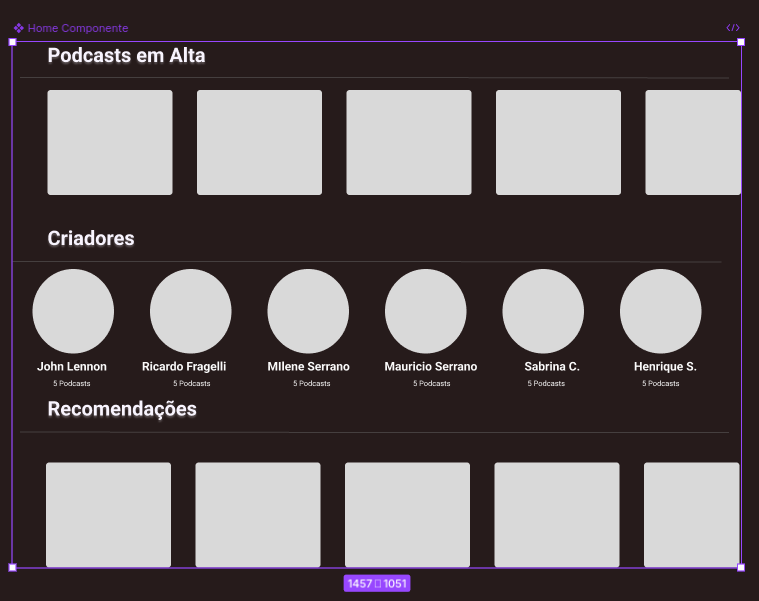 Home Componente
</>
Podcasts em Alta
Criadores
John Lennon
Ricardo Fragelli
MIlene Serrano
Mauricio Serrano
Sabrina C.
Henrique S.
5 Podcasts
5 Podcasts
5 Podcasts
5 Podcasts
5 Podcasts
5 Podcasts
Recomendações
1457 1051